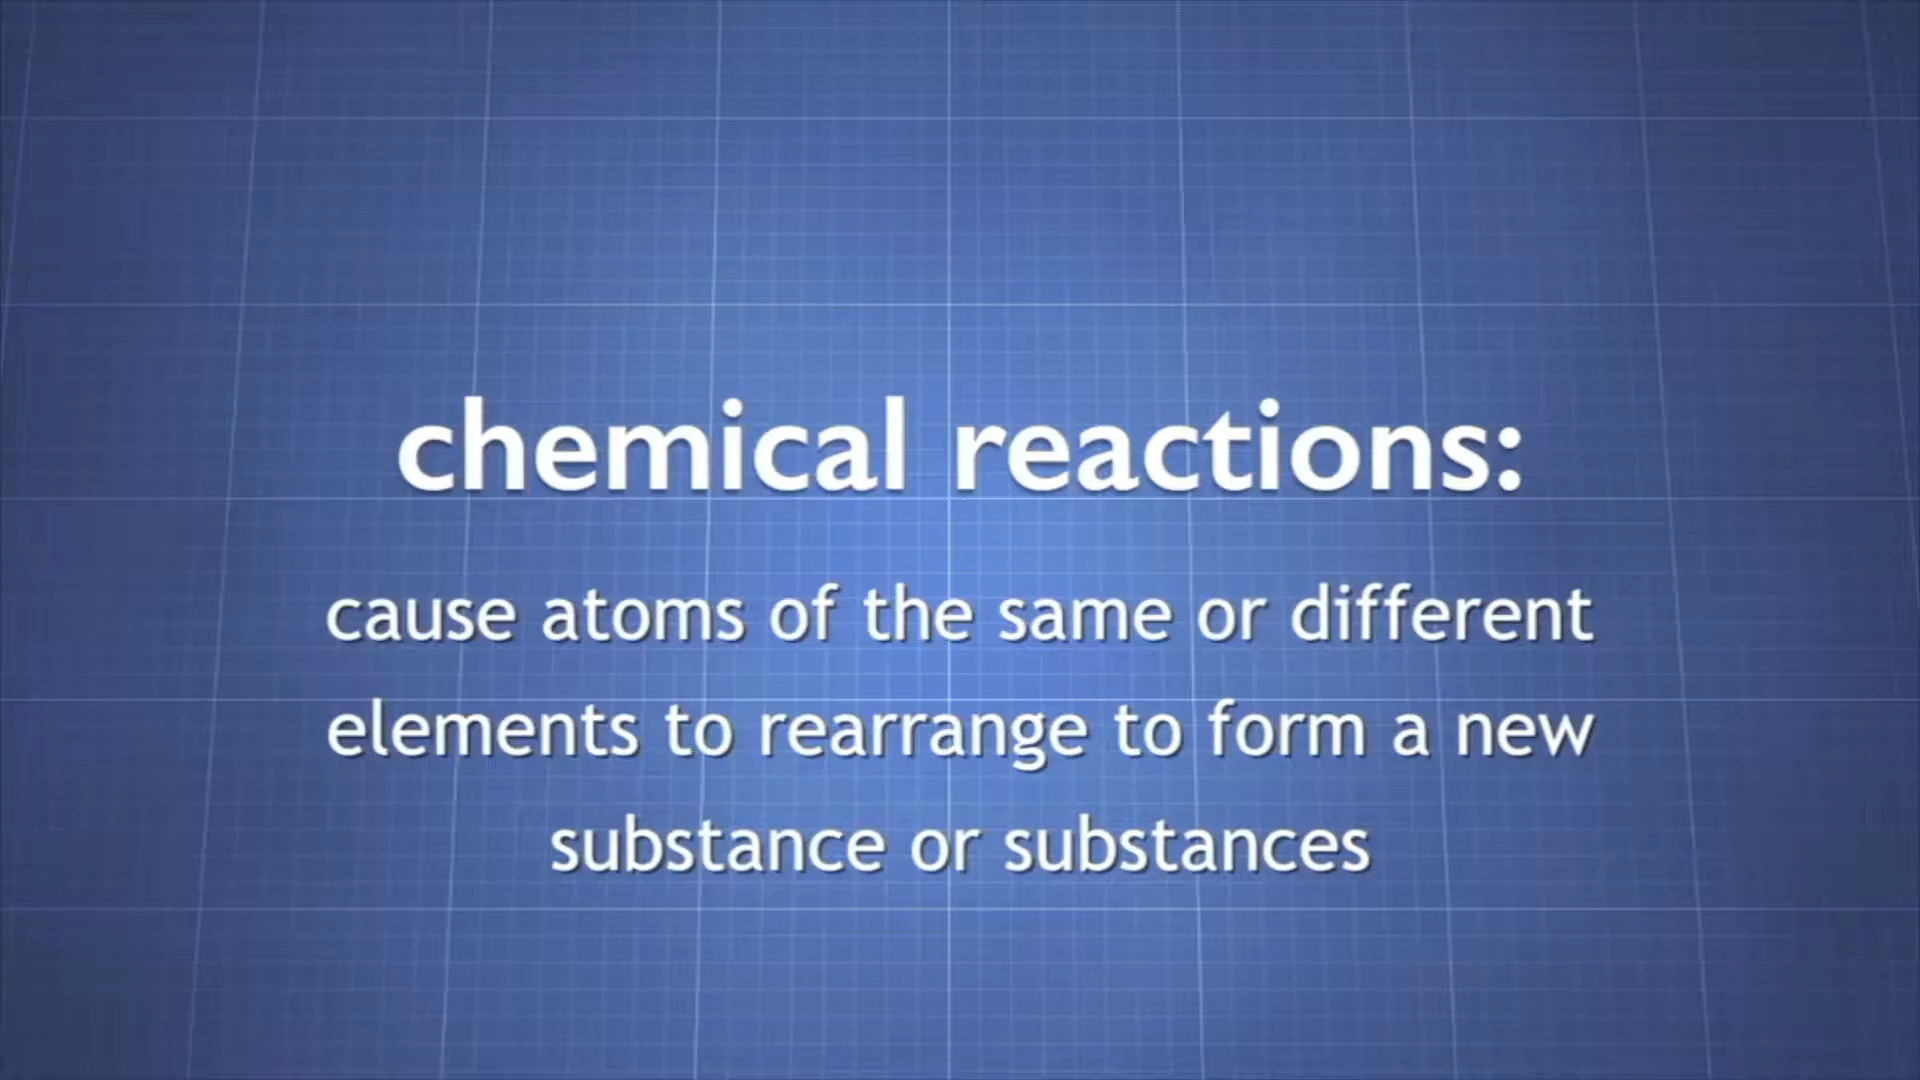 chemical reactions:
cause atoms of the same or different
elements to rearrange to form a new
substance or substances